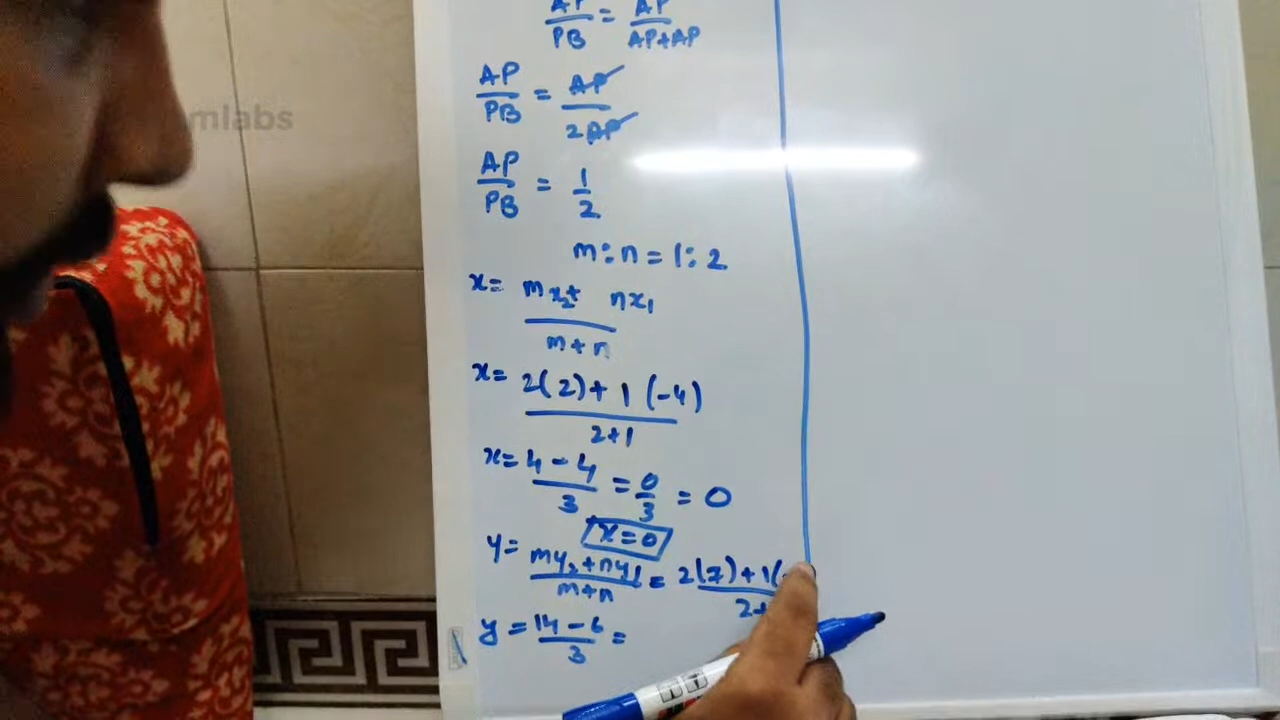 AP/PB = AP/AP+AP
AP/PB = AP/2AP
AP/PB = 1/2
m:n = 1:2
x = mx₂+ nx₁/m+n
x = 2(2)+1(-4)/2+1
x = 4-4/3 = 0/3 = 0
x=0
y = my₂+ny₁/m+n = 2(7)+1(-/2+
y = 14-6/3 =
mlabs